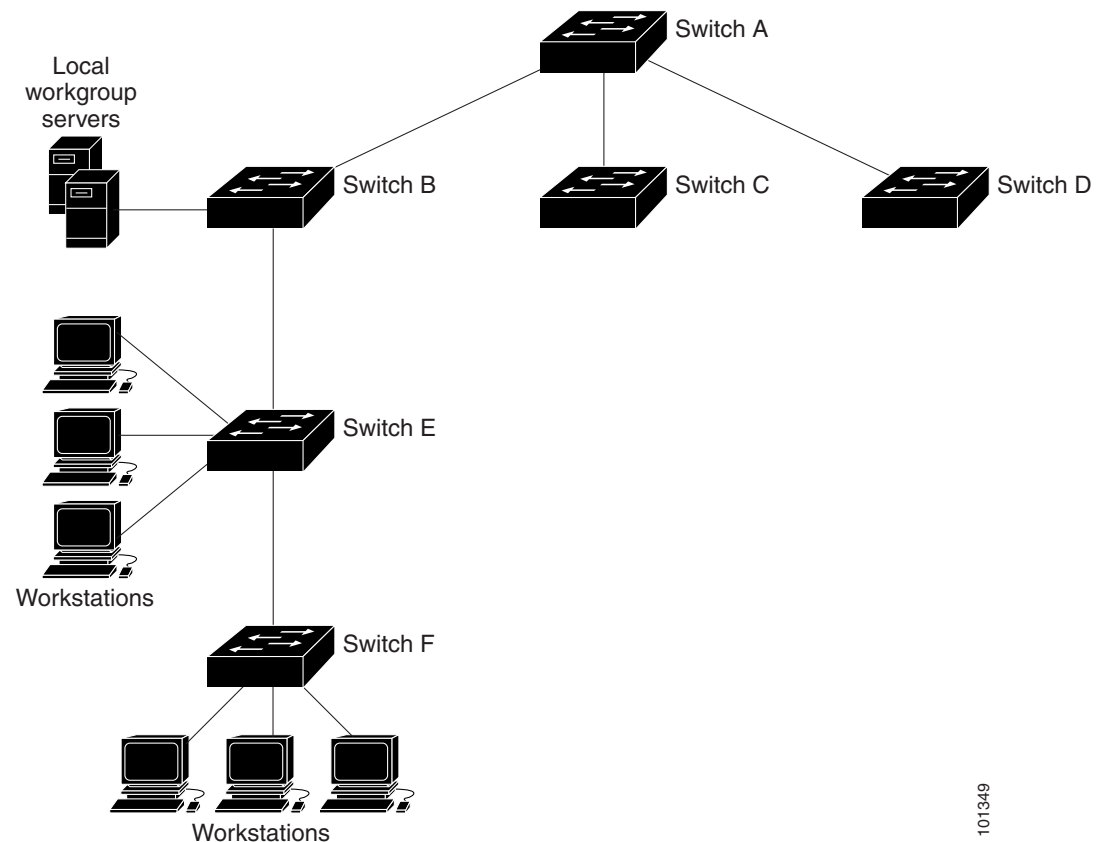 Switch A
Local
workgroup
servers
Switch B
Switch C
Switch D
Switch E
Workstations
Switch F
Workstations
101349